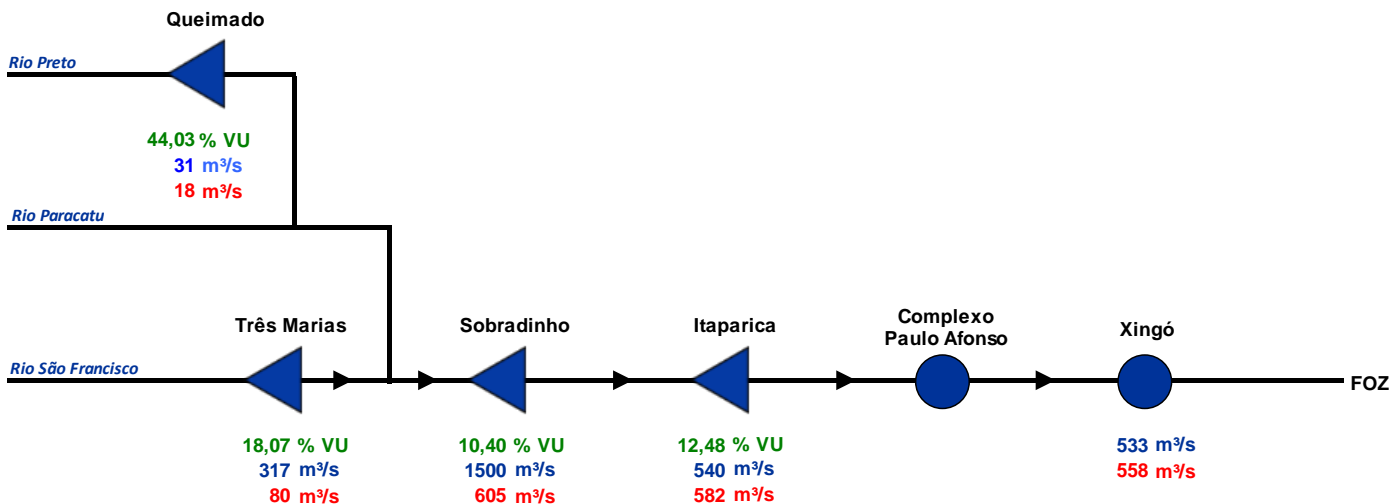 Queimado
Rio Preto
44,03 % VU
31 m³/s
18 m³/s
Rio Paracatu
Três Marias
Sobradinho
Itaparica
Complexo
Paulo Afonso
Xingó
Rio São Francisco
FOZ
18,07 % VU
317 m³/s
80 m³/s
10,40 % VU
1500 m³/s
605 m³/s
12,48 % VU
540 m³/s
582 m³/s
533 m³/s
558 m³/s